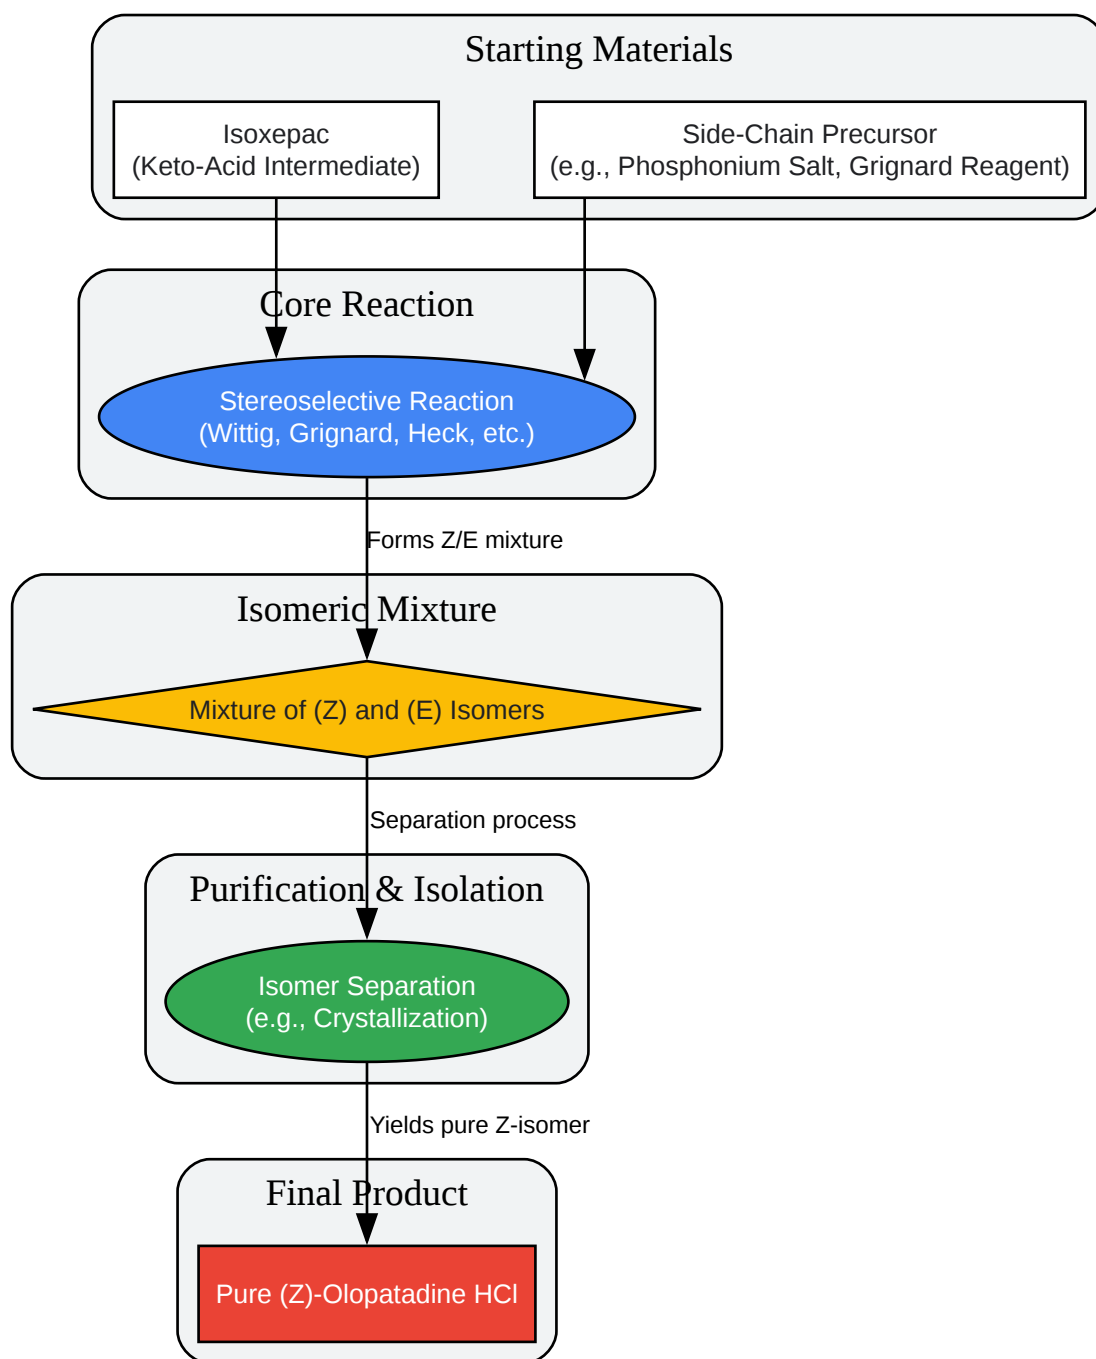 Starting Materials
Isoxepac
(Keto-Acid Intermediate)
Side-Chain Precursor
(e.g., Phosphonium Salt, Grignard Reagent)
Core Reaction
Stereoselective Reaction
(Wittig, Grignard, Heck, etc.)
Forms Z/E mixture
Isomeric Mixture
Mixture of (Z) and (E) Isomers
Separation process
Purification & Isolation
Isomer Separation
(e.g., Crystallization)
Yields pure Z-isomer
Final Product
Pure (Z)-Olopatadine HCl